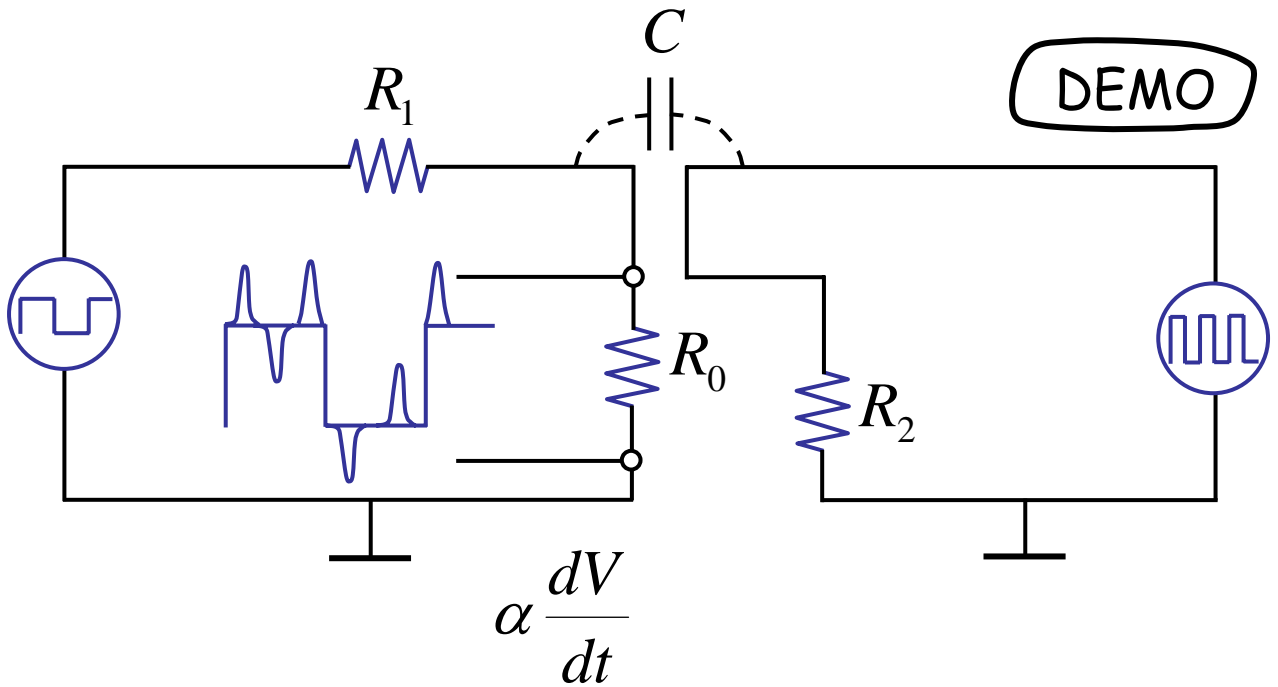 C
DEMO
R₁
R₀
R₂
α dV/dt